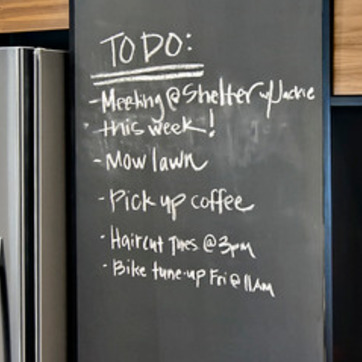 TO DO:
- Meeting @ Shelter w/ Jackie
- this week!
- Mow lawn
- Pick up coffee
- Haircut Tues @ 3pm
- Bike tune-up Fri @ 11AM